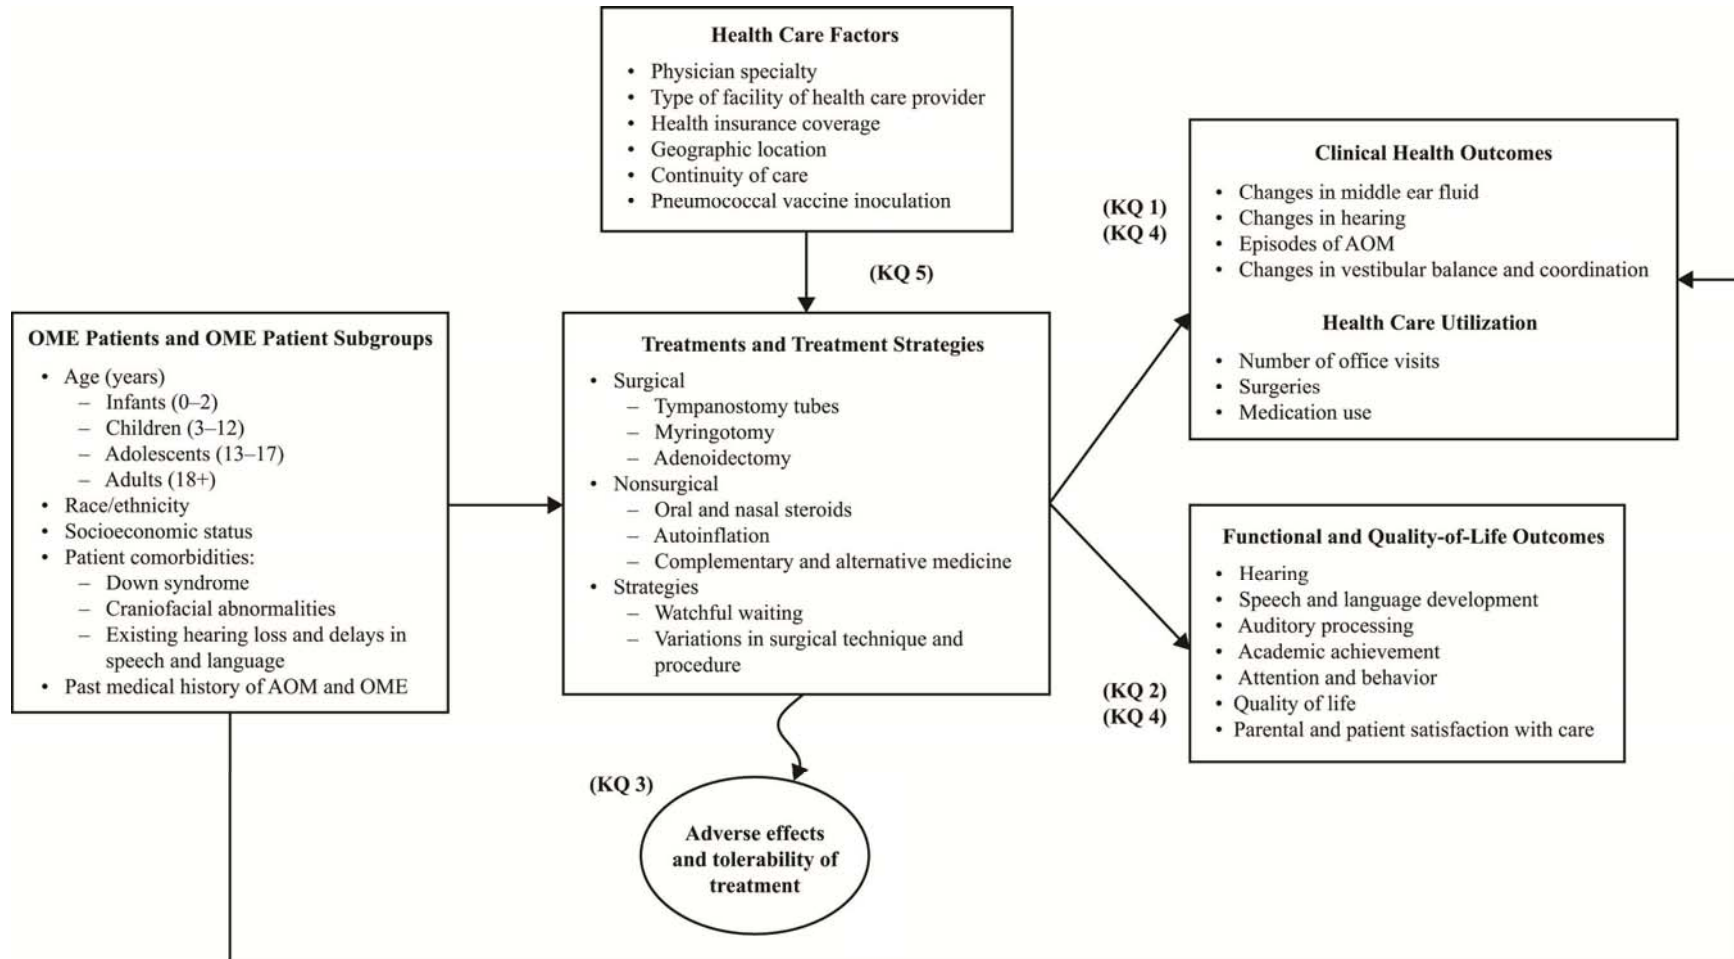 Health Care Factors
• Physician specialty
• Type of facility of health care provider
• Health insurance coverage
• Geographic location
• Continuity of care
• Pneumococcal vaccine inoculation
(KQ 5)
OME Patients and OME Patient Subgroups
• Age (years)
– Infants (0–2)
– Children (3–12)
– Adolescents (13–17)
– Adults (18+)
• Race/ethnicity
• Socioeconomic status
• Patient comorbidities:
– Down syndrome
– Craniofacial abnormalities
– Existing hearing loss and delays in
speech and language
• Past medical history of AOM and OME
Treatments and Treatment Strategies
• Surgical
– Tympanostomy tubes
– Myringotomy
– Adenoidectomy
• Nonsurgical
– Oral and nasal steroids
– Autoinflation
– Complementary and alternative medicine
• Strategies
– Watchful waiting
– Variations in surgical technique and
procedure
(KQ 3)
Adverse effects
and tolerability of
treatment
(KQ 1)
(KQ 4)
Clinical Health Outcomes
• Changes in middle ear fluid
• Changes in hearing
• Episodes of AOM
• Changes in vestibular balance and coordination
Health Care Utilization
• Number of office visits
• Surgeries
• Medication use
(KQ 2)
(KQ 4)
Functional and Quality-of-Life Outcomes
• Hearing
• Speech and language development
• Auditory processing
• Academic achievement
• Attention and behavior
• Quality of life
• Parental and patient satisfaction with care